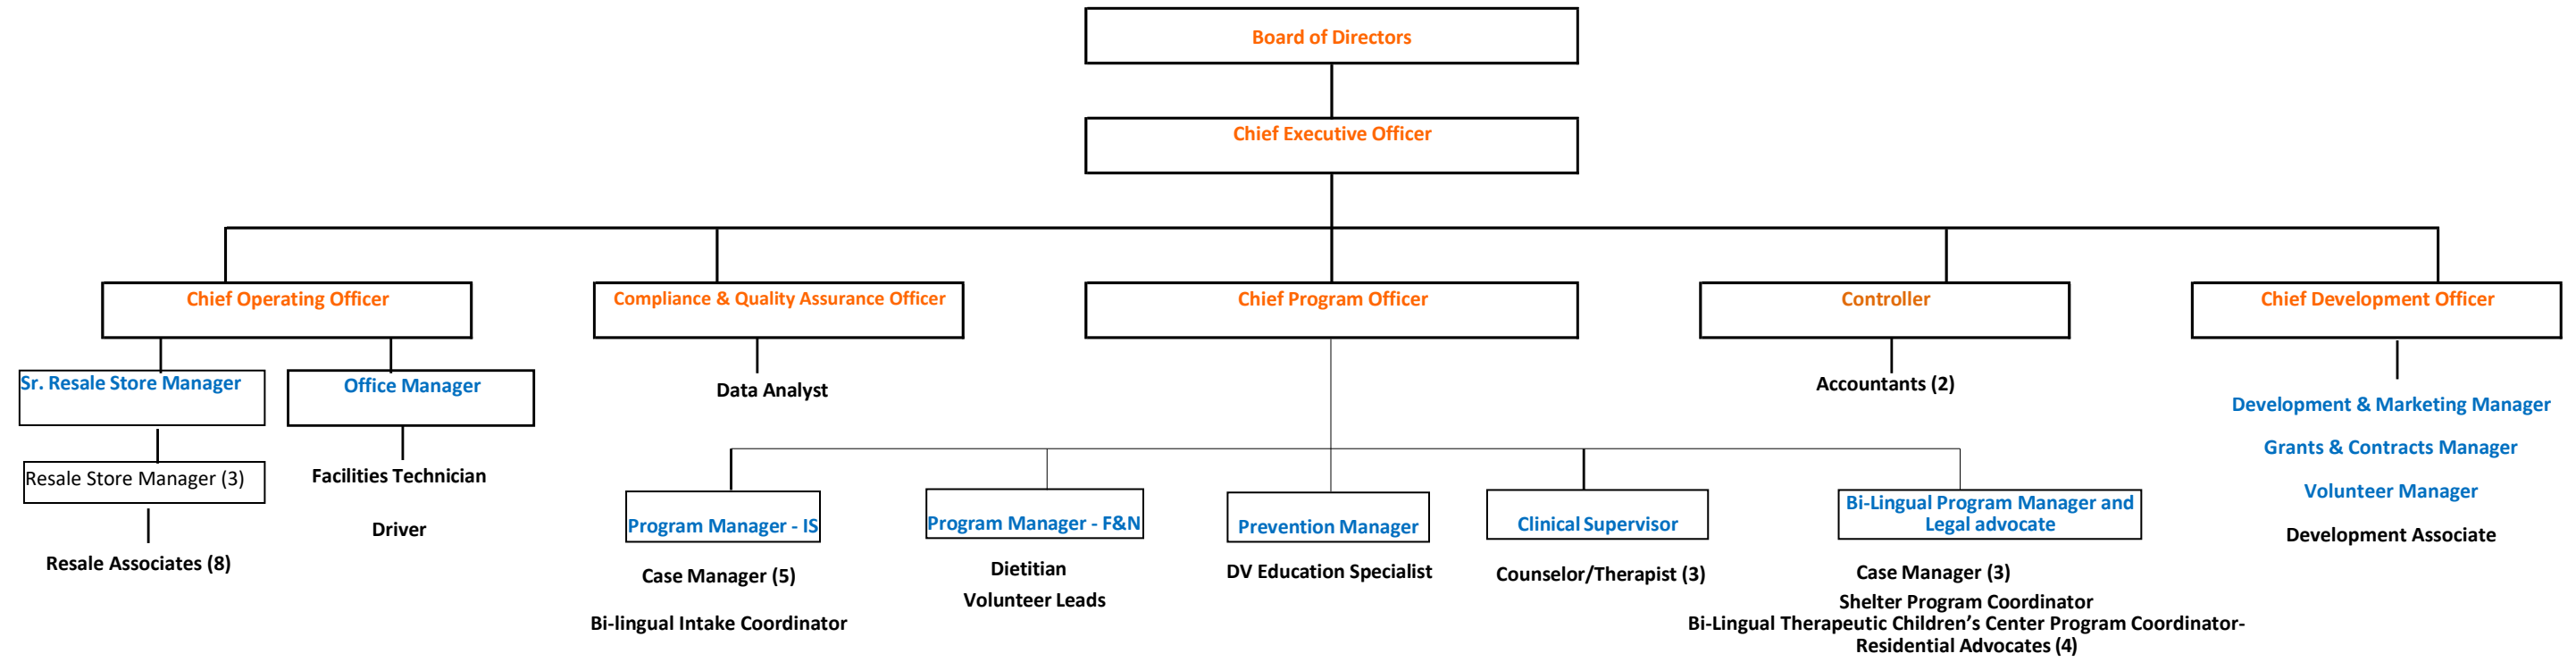 Board of Directors
Chief Executive Officer
Chief Operating Officer
Compliance & Quality Assurance Officer
Chief Program Officer
Controller
Chief Development Officer
Sr. Resale Store Manager
Office Manager
Data Analyst
Accountants (2)
Development & Marketing Manager
Grants & Contracts Manager
Volunteer Manager
Development Associate
Resale Store Manager (3)
Facilities Technician
Driver
Resale Associates (8)
Program Manager - IS
Program Manager - F&N
Prevention Manager
Clinical Supervisor
Bi-Lingual Program Manager and
Legal advocate
Case Manager (5)
Bi-lingual Intake Coordinator
Dietitian
Volunteer Leads
DV Education Specialist
Counselor/Therapist (3)
Case Manager (3)
Shelter Program Coordinator
Bi-Lingual Therapeutic Children’s Center Program Coordinator-
Residential Advocates (4)